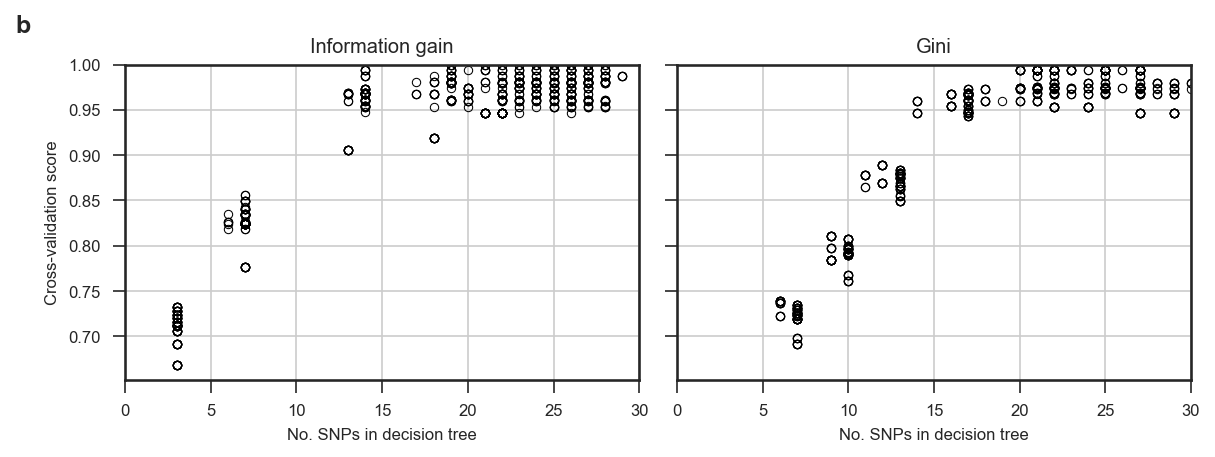 b
Information gain
Gini
1.00
0.95
0.90
0.85
0.80
0.75
0.70
Cross-validation score
0 5 10 15 20 25 30
0 5 10 15 20 25 30
No. SNPs in decision tree
No. SNPs in decision tree